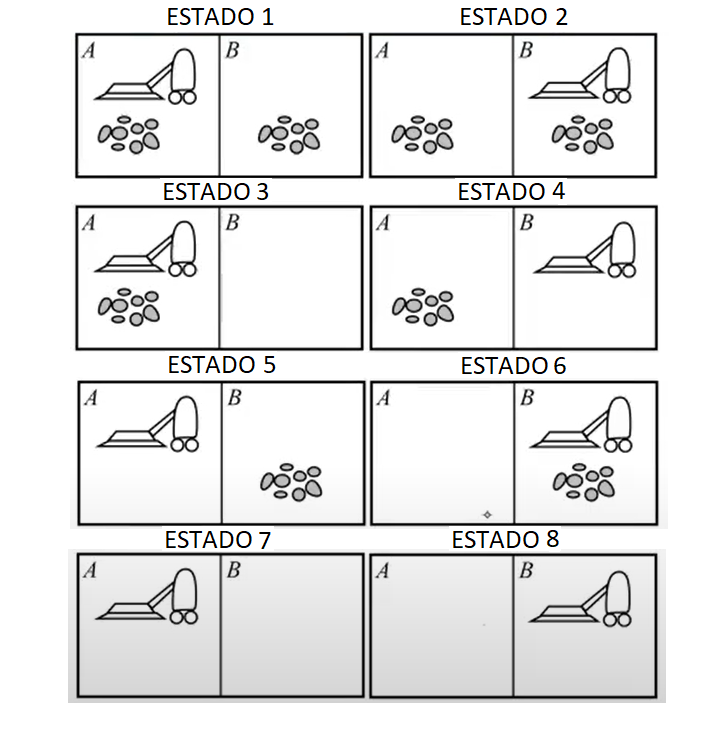 ESTADO 1
ESTADO 2
A B A B
ESTADO 3
ESTADO 4
A B A B
ESTADO 5
ESTADO 6
A B A B
ESTADO 7
ESTADO 8
A B A B